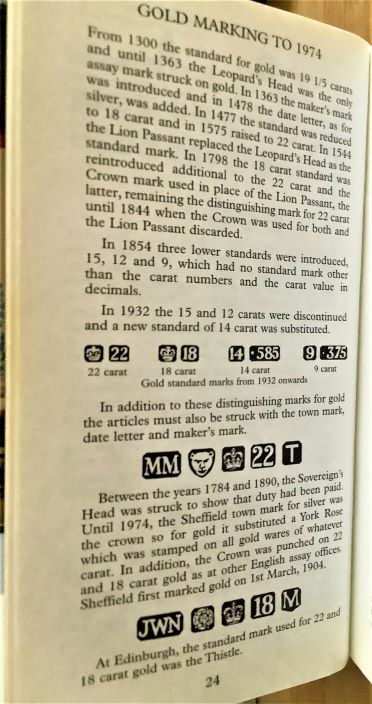 GOLD MARKING TO 1974
From 1300 the standard for gold was 19 1/5 carats
and until 1363 the Leopard's Head was the only
assay mark struck on gold. In 1363 the maker's mark
was introduced and in 1478 the date letter, as for
silver, was added. In 1477 the standard was reduced
to 18 carat and in 1575 raised to 22 carat. In 1544
the Lion Passant replaced the Leopard's Head as the
standard mark. In 1798 the 18 carat standard was
reintroduced additional to the 22 carat and the
Crown mark used in place of the Lion Passant, the
latter, remaining the distinguishing mark for 22 carat
until 1844 when the Crown was used for both and
the Lion Passant discarded.
In 1854 three lower standards were introduced,
15, 12 and 9, which had no standard mark other
than the carat numbers and the carat value in
decimals.
In 1932 the 15 and 12 carats were discontinued
and a new standard of 14 carat was substituted.
22 18 14 ·585 9 ·375
22 carat 18 carat 14 carat 9 carat
Gold standard marks from 1932 onwards
In addition to these distinguishing marks for gold
the articles must also be struck with the town mark,
date letter and maker's mark.
MM 22 T
Between the years 1784 and 1890, the Sovereign's
Head was struck to show that duty had been paid.
Until 1974, the Sheffield town mark for silver was
the crown so for gold it substituted a York Rose
which was stamped on all gold wares of whatever
carat. In addition, the Crown was punched on 22
and 18 carat gold as at other English assay offices.
Sheffield first marked gold on 1st March, 1904.
JWN 18 M
At Edinburgh, the standard mark used for 22 and
18 carat gold was the Thistle.
24